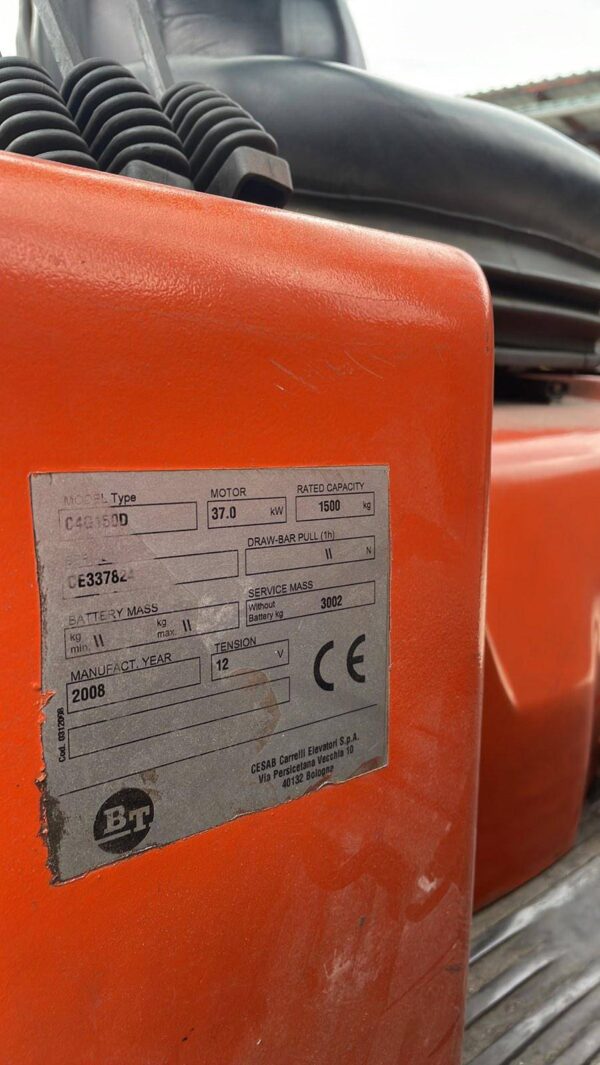 MODEL Type
C4G150D
MOTOR
37.0 kW
RATED CAPACITY
1500 kg
CE337824
DRAW-BAR PULL (1h)
\\ N
BATTERY MASS
kg min. \\ kg max. \\
SERVICE MASS
Without Battery kg 3002
MANUFACT. YEAR
2008
TENSION
12 V
CE
Cod. 0312098
CESAB Carrelli Elevatori S.p.A.
Via Persicetana Vecchia 10
40132 Bologna
BT